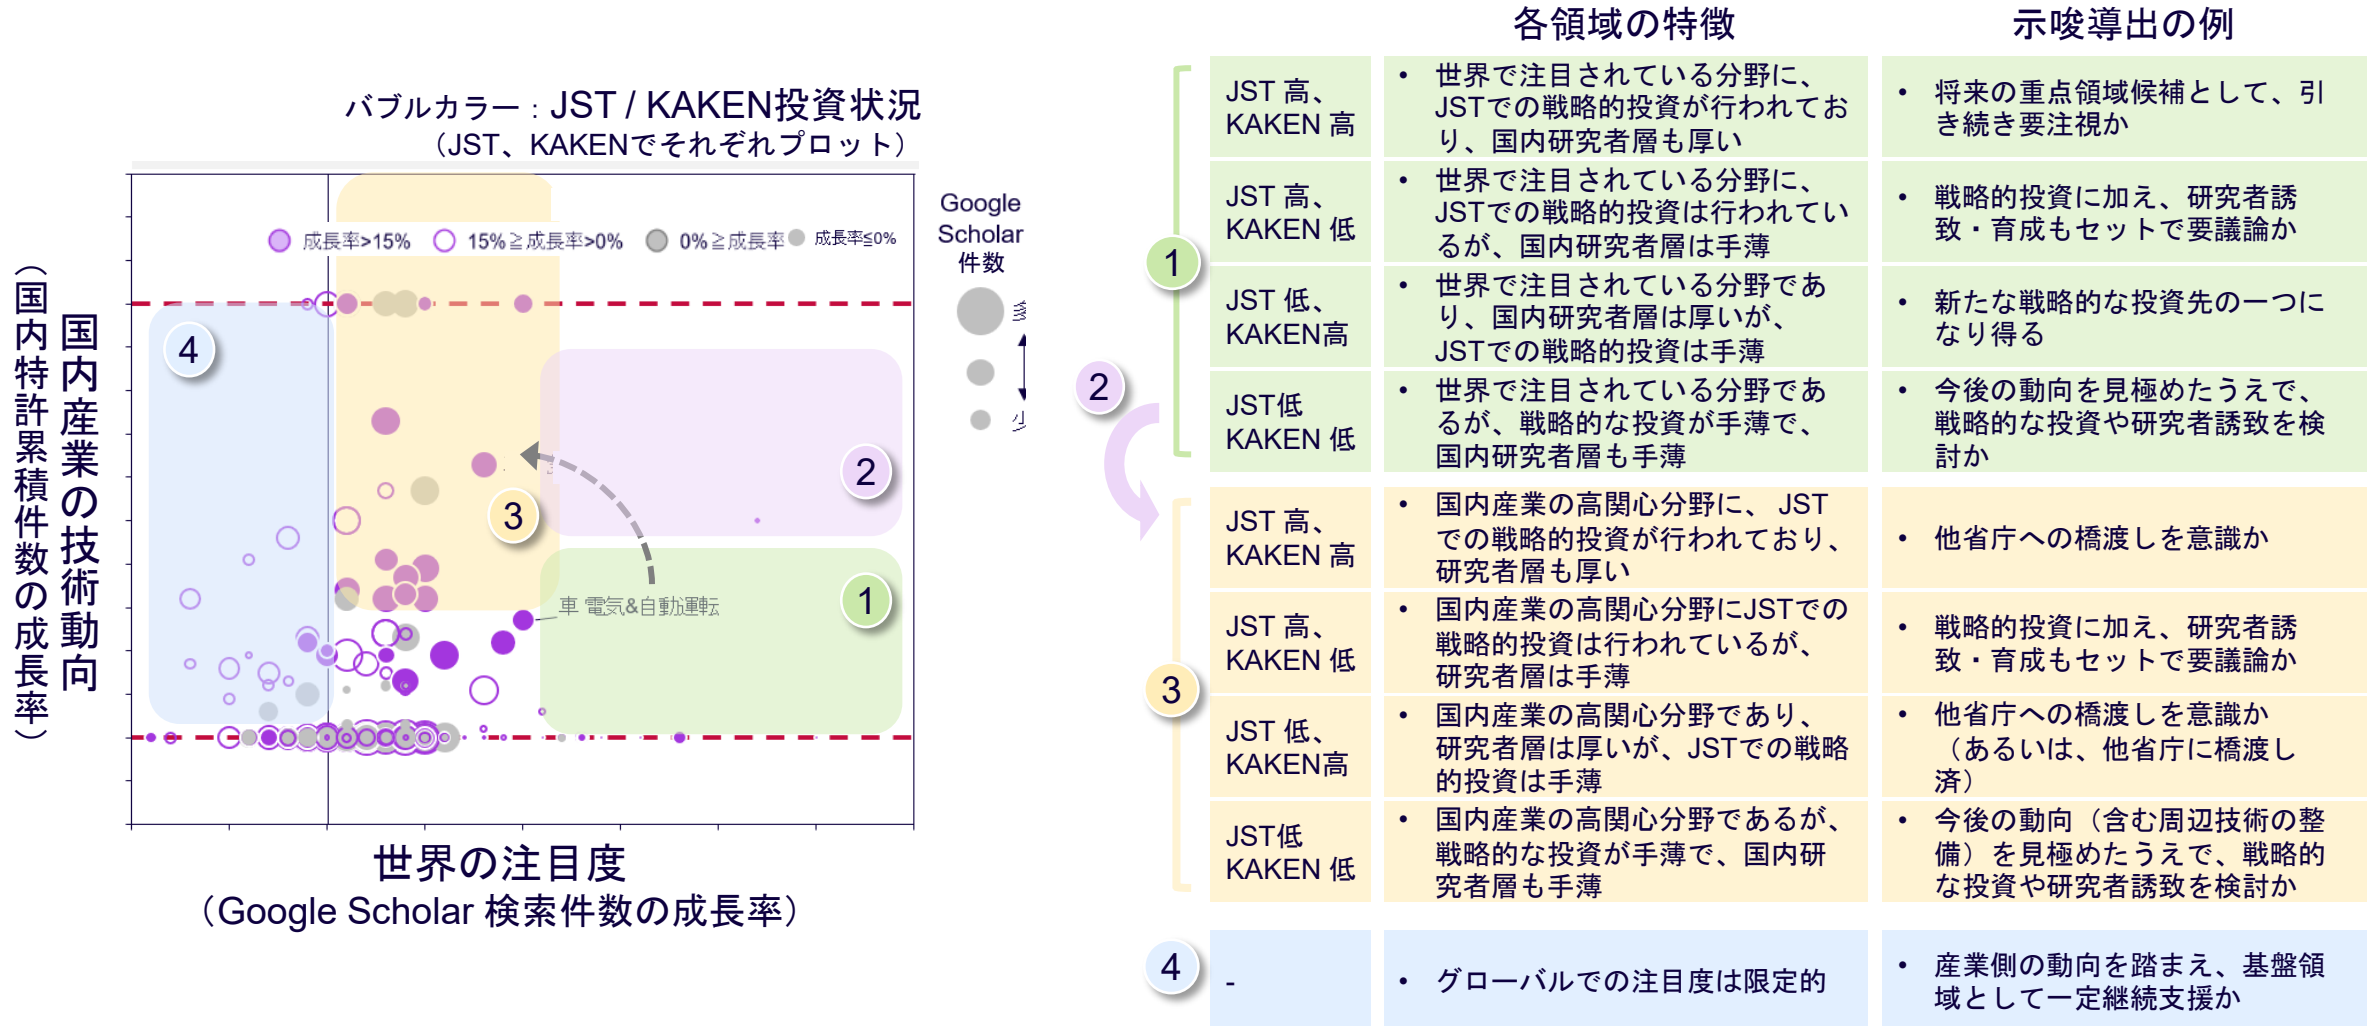 各領域の特徴
示唆導出の例
バブルカラー：JST / KAKEN投資状況
（JST、KAKENでそれぞれプロット）
成長率>15%
15%≧成長率>0%
0%≧成長率
成長率≦0%
Google
Scholar
件数
多
少
国内産業の技術動向
（国内特許累積件数の成長率）
4
2
3
1
車 電気&自動運転
世界の注目度
（Google Scholar 検索件数の成長率）
1
JST 高、
KAKEN 高
• 世界で注目されている分野に、
JSTでの戦略的投資が行われてお
り、国内研究者層も厚い
• 将来の重点領域候補として、引
き続き要注視か
JST 高、
KAKEN 低
• 世界で注目されている分野に、
JSTでの戦略的投資は行われてい
るが、国内研究者層は手薄
• 戦略的投資に加え、研究者誘
致・育成もセットで要議論か
JST 低、
KAKEN高
• 世界で注目されている分野であ
り、国内研究者層は厚いが、
JSTでの戦略的投資は手薄
• 新たな戦略的な投資先の一つに
なり得る
JST低
KAKEN 低
• 世界で注目されている分野であ
るが、戦略的な投資が手薄で、
国内研究者層も手薄
• 今後の動向を見極めたうえで、
戦略的な投資や研究者誘致を検
討か
2
3
JST 高、
KAKEN 高
• 国内産業の高関心分野に、 JST
での戦略的投資が行われており、
研究者層も厚い
• 他省庁への橋渡しを意識か
JST 高、
KAKEN 低
• 国内産業の高関心分野にJSTでの
戦略的投資は行われているが、
研究者層は手薄
• 戦略的投資に加え、研究者誘
致・育成もセットで要議論か
JST 低、
KAKEN高
• 国内産業の高関心分野であり、
研究者層は厚いが、JSTでの戦略
的投資は手薄
• 他省庁への橋渡しを意識か
（あるいは、他省庁に橋渡し
済）
JST低
KAKEN 低
• 国内産業の高関心分野であるが、
戦略的な投資が手薄で、国内研
究者層も手薄
• 今後の動向（含む周辺技術の整
備）を見極めたうえで、戦略的
な投資や研究者誘致を検討か
4
-
• グローバルでの注目度は限定的
• 産業側の動向を踏まえ、基盤領
域として一定継続支援か